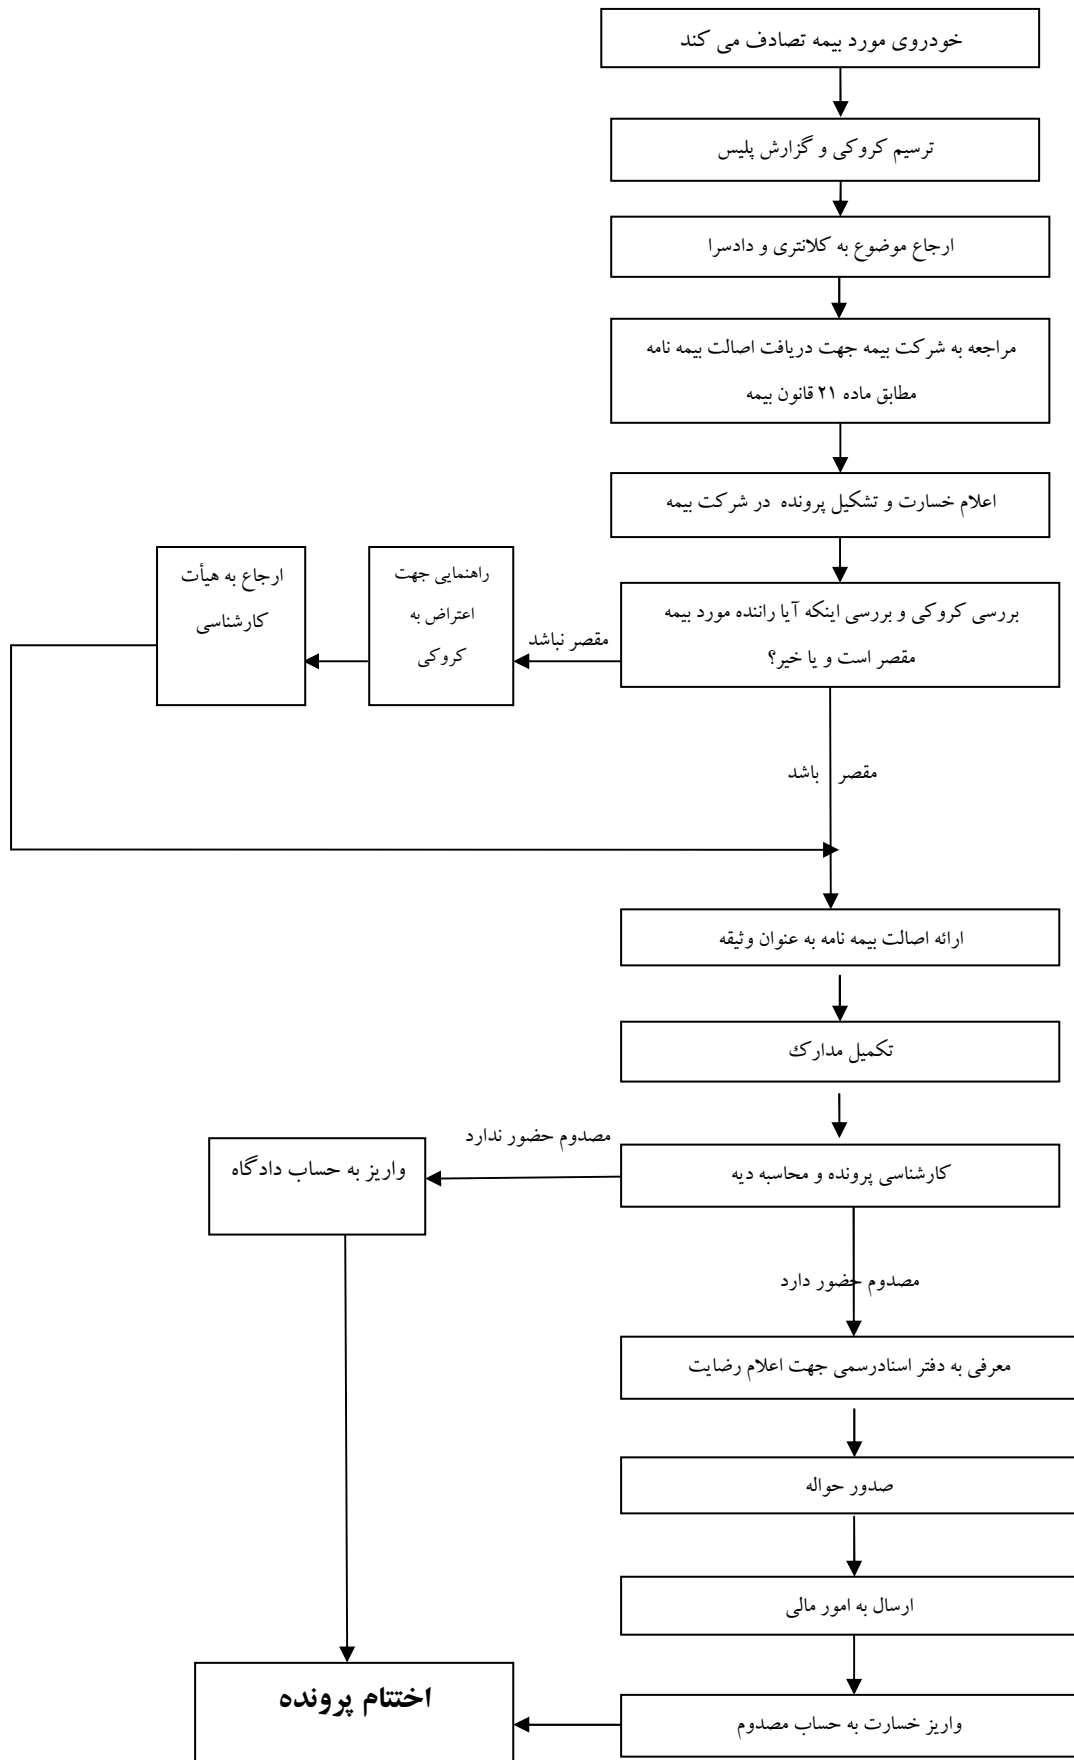 خودروی مورد بیمه تصادف می کند
ترسیم کروکی و گزارش پلیس
ارجاع موضوع به کلانتری و دادسرا
مراجعه به شرکت بیمه جهت دریافت اصالت بیمه نامه
مطابق ماده ۲۱ قانون بیمه
اعلام خسارت و تشکیل پرونده در شرکت بیمه
بررسی کروکی و بررسی اینکه آیا راننده مورد بیمه
مقصر است و یا خیر؟
مقصر نباشد
راهنمایی جهت
اعتراض به
کروکی
ارجاع به هیأت
کارشناسی
مقصر باشد
ارائه اصالت بیمه نامه به عنوان وثیقه
تکمیل مدارک
کارشناسی پرونده و محاسبه دیه
مصدوم حضور ندارد
واریز به حساب دادگاه
مصدوم حضور دارد
معرفی به دفتر اسنادرسمی جهت اعلام رضایت
صدور حواله
ارسال به امور مالی
واریز خسارت به حساب مصدوم
اختتام پرونده